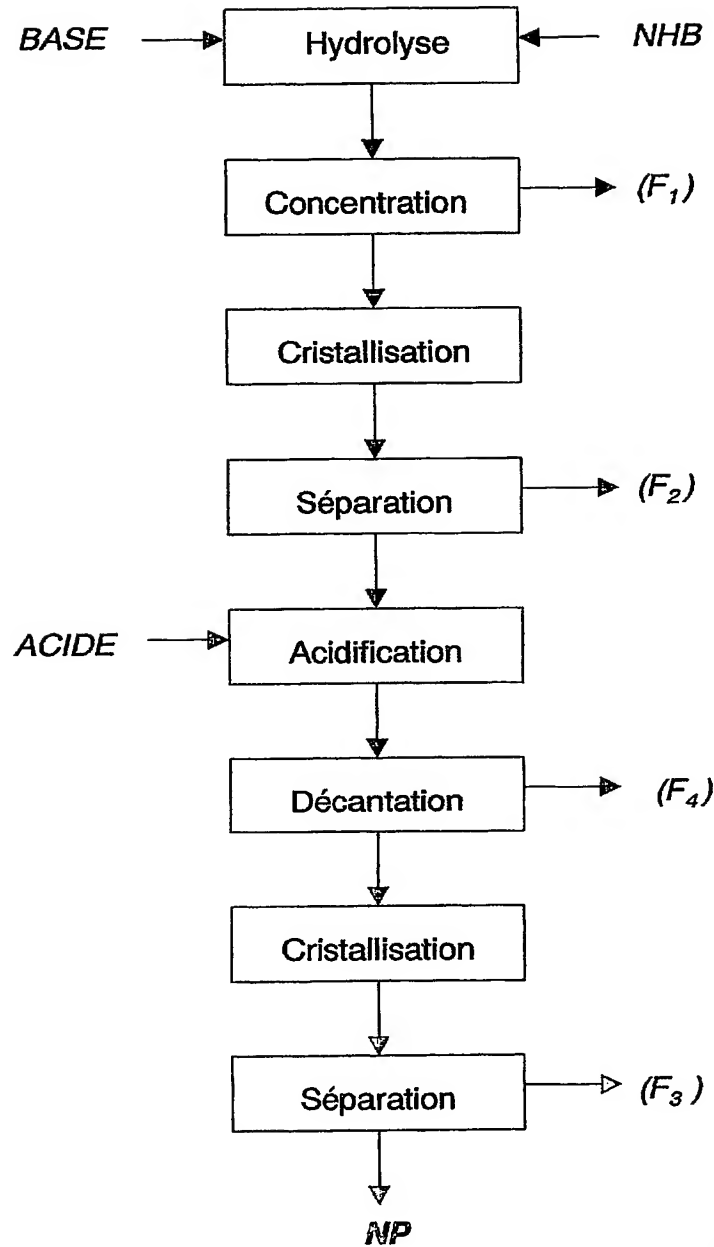 BASE Hydrolyse NHB
Concentration (F₁)
Cristallisation
Séparation (F₂)
ACIDE Acidification
Décantation (F₄)
Cristallisation
Séparation (F₃)
NP